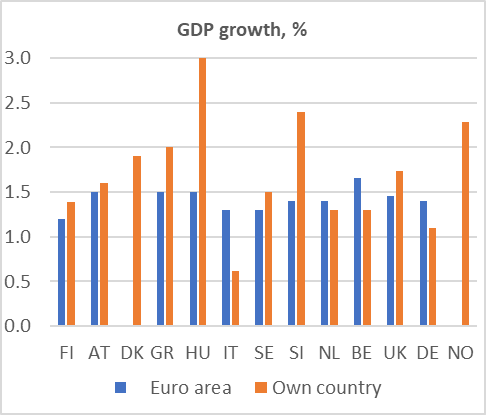 GDP growth, %
3.0
2.5
2.0
1.5
1.0
0.5
0.0
FI AT DK GR HU IT SE SI NL BE UK DE NO
Euro area Own country